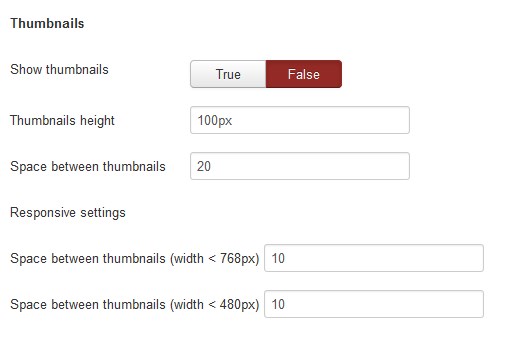 Thumbnails
Show thumbnails True False
Thumbnails height 100px
Space between thumbnails 20
Responsive settings
Space between thumbnails (width < 768px) 10
Space between thumbnails (width < 480px) 10